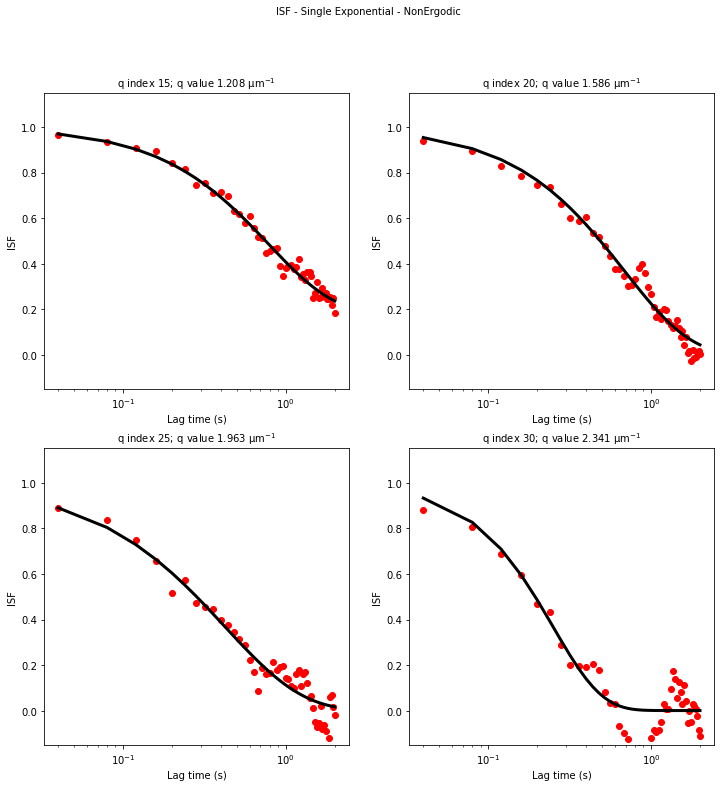 ISF - Single Exponential - NonErgodic
q index 15; q value 1.208 μm⁻¹
1.0
0.8
0.6
0.4
0.2
0.0
ISF
10⁻¹
10⁰
Lag time (s)
q index 20; q value 1.586 μm⁻¹
1.0
0.8
0.6
0.4
0.2
0.0
ISF
10⁻¹
10⁰
Lag time (s)
q index 25; q value 1.963 μm⁻¹
1.0
0.8
0.6
0.4
0.2
0.0
ISF
10⁻¹
10⁰
Lag time (s)
q index 30; q value 2.341 μm⁻¹
1.0
0.8
0.6
0.4
0.2
0.0
ISF
10⁻¹
10⁰
Lag time (s)